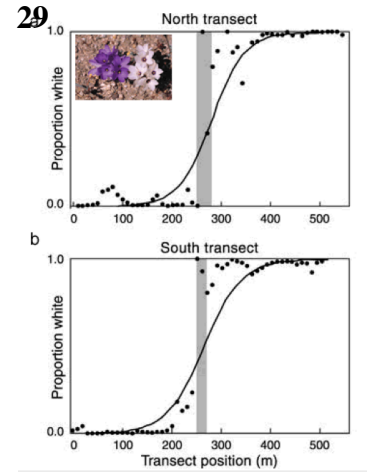 29
North transect
1.0
Proportion white
0.0
0 100 200 300 400 500
b
South transect
1.0
Proportion white
0.0
0 100 200 300 400 500
Transect position (m)